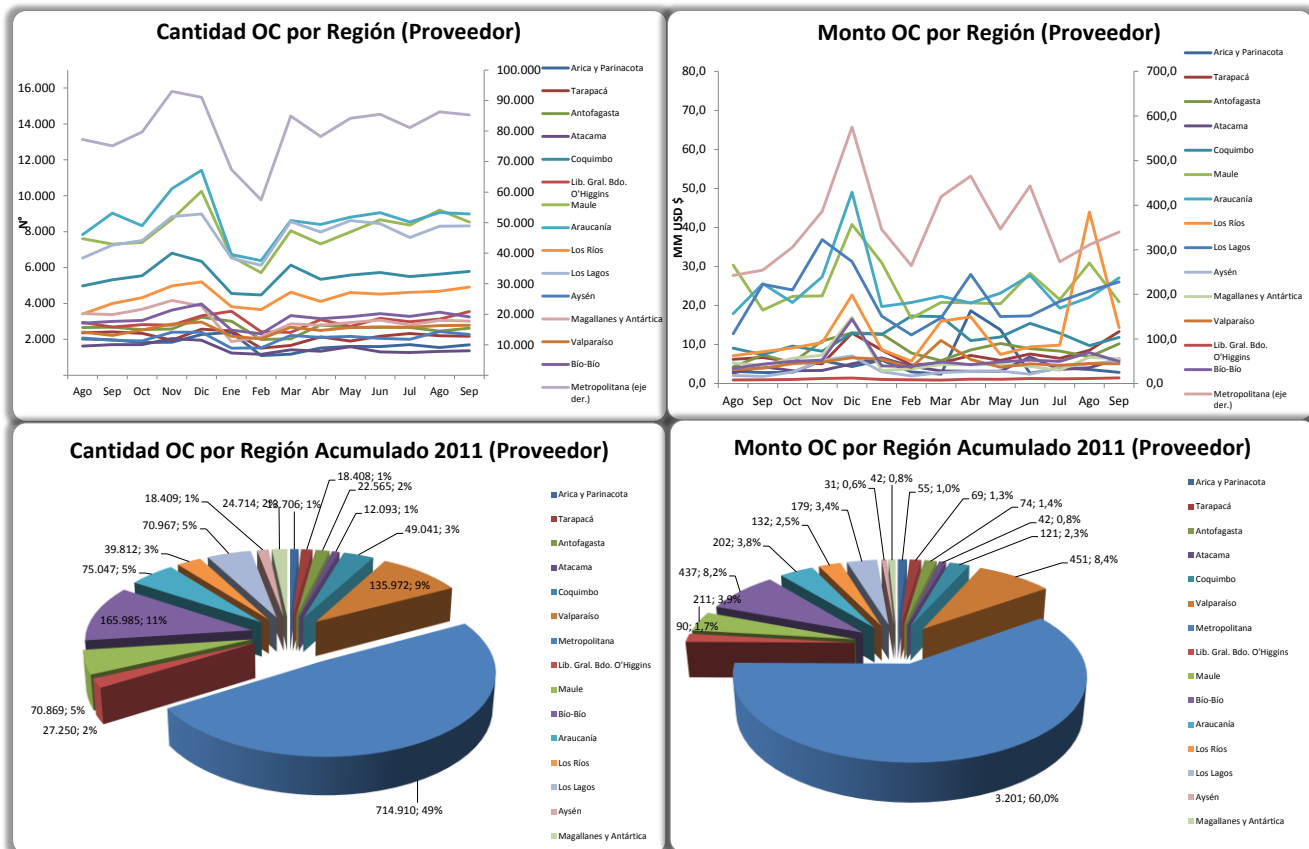 Cantidad OC por Región (Proveedor)
N°
16.000
14.000
12.000
10.000
8.000
6.000
4.000
2.000
-
100.000
90.000
80.000
70.000
60.000
50.000
40.000
30.000
20.000
10.000
-
Ago Sep Oct Nov Dic Ene Feb Mar Abr May Jun Jul Ago Sep
Arica y Parinacota
Tarapacá
Antofagasta
Atacama
Coquimbo
Lib. Gral. Bdo.
O'Higgins
Maule
Araucanía
Los Ríos
Los Lagos
Aysén
Magallanes y Antártica
Valparaíso
Bío-Bío
Metropolitana (eje
der.)
Monto OC por Región (Proveedor)
MM USD $
80,0
70,0
60,0
50,0
40,0
30,0
20,0
10,0
0,0
700,0
600,0
500,0
400,0
300,0
200,0
100,0
0,0
Ago Sep Oct Nov Dic Ene Feb Mar Abr May Jun Jul Ago Sep
Arica y Parinacota
Tarapacá
Antofagasta
Atacama
Coquimbo
Maule
Araucanía
Los Ríos
Los Lagos
Aysén
Magallanes y Antártica
Valparaíso
Lib. Gral. Bdo.
O'Higgins
Bío-Bío
Metropolitana (eje
der.)
Cantidad OC por Región Acumulado 2011 (Proveedor)
18.408; 1%
22.565; 2%
12.093; 1%
49.041; 3%
135.972; 9%
714.910; 49%
27.250; 2%
70.869; 5%
165.985; 11%
75.047; 5%
39.812; 3%
70.967; 5%
18.409; 1%
24.714; 2%
13.706; 1%
Arica y Parinacota
Tarapacá
Antofagasta
Atacama
Coquimbo
Valparaíso
Metropolitana
Lib. Gral. Bdo. O'Higgins
Maule
Bío-Bío
Araucanía
Los Ríos
Los Lagos
Aysén
Magallanes y Antártica
Monto OC por Región Acumulado 2011 (Proveedor)
55; 1,0%
69; 1,3%
74; 1,4%
42; 0,8%
121; 2,3%
451; 8,4%
3.201; 60,0%
90; 1,7%
211; 3,9%
437; 8,2%
202; 3,8%
132; 2,5%
179; 3,4%
31; 0,6%
42; 0,8%
Arica y Parinacota
Tarapacá
Antofagasta
Atacama
Coquimbo
Valparaíso
Metropolitana
Lib. Gral. Bdo. O'Higgins
Maule
Bío-Bío
Araucanía
Los Ríos
Los Lagos
Aysén
Magallanes y Antártica